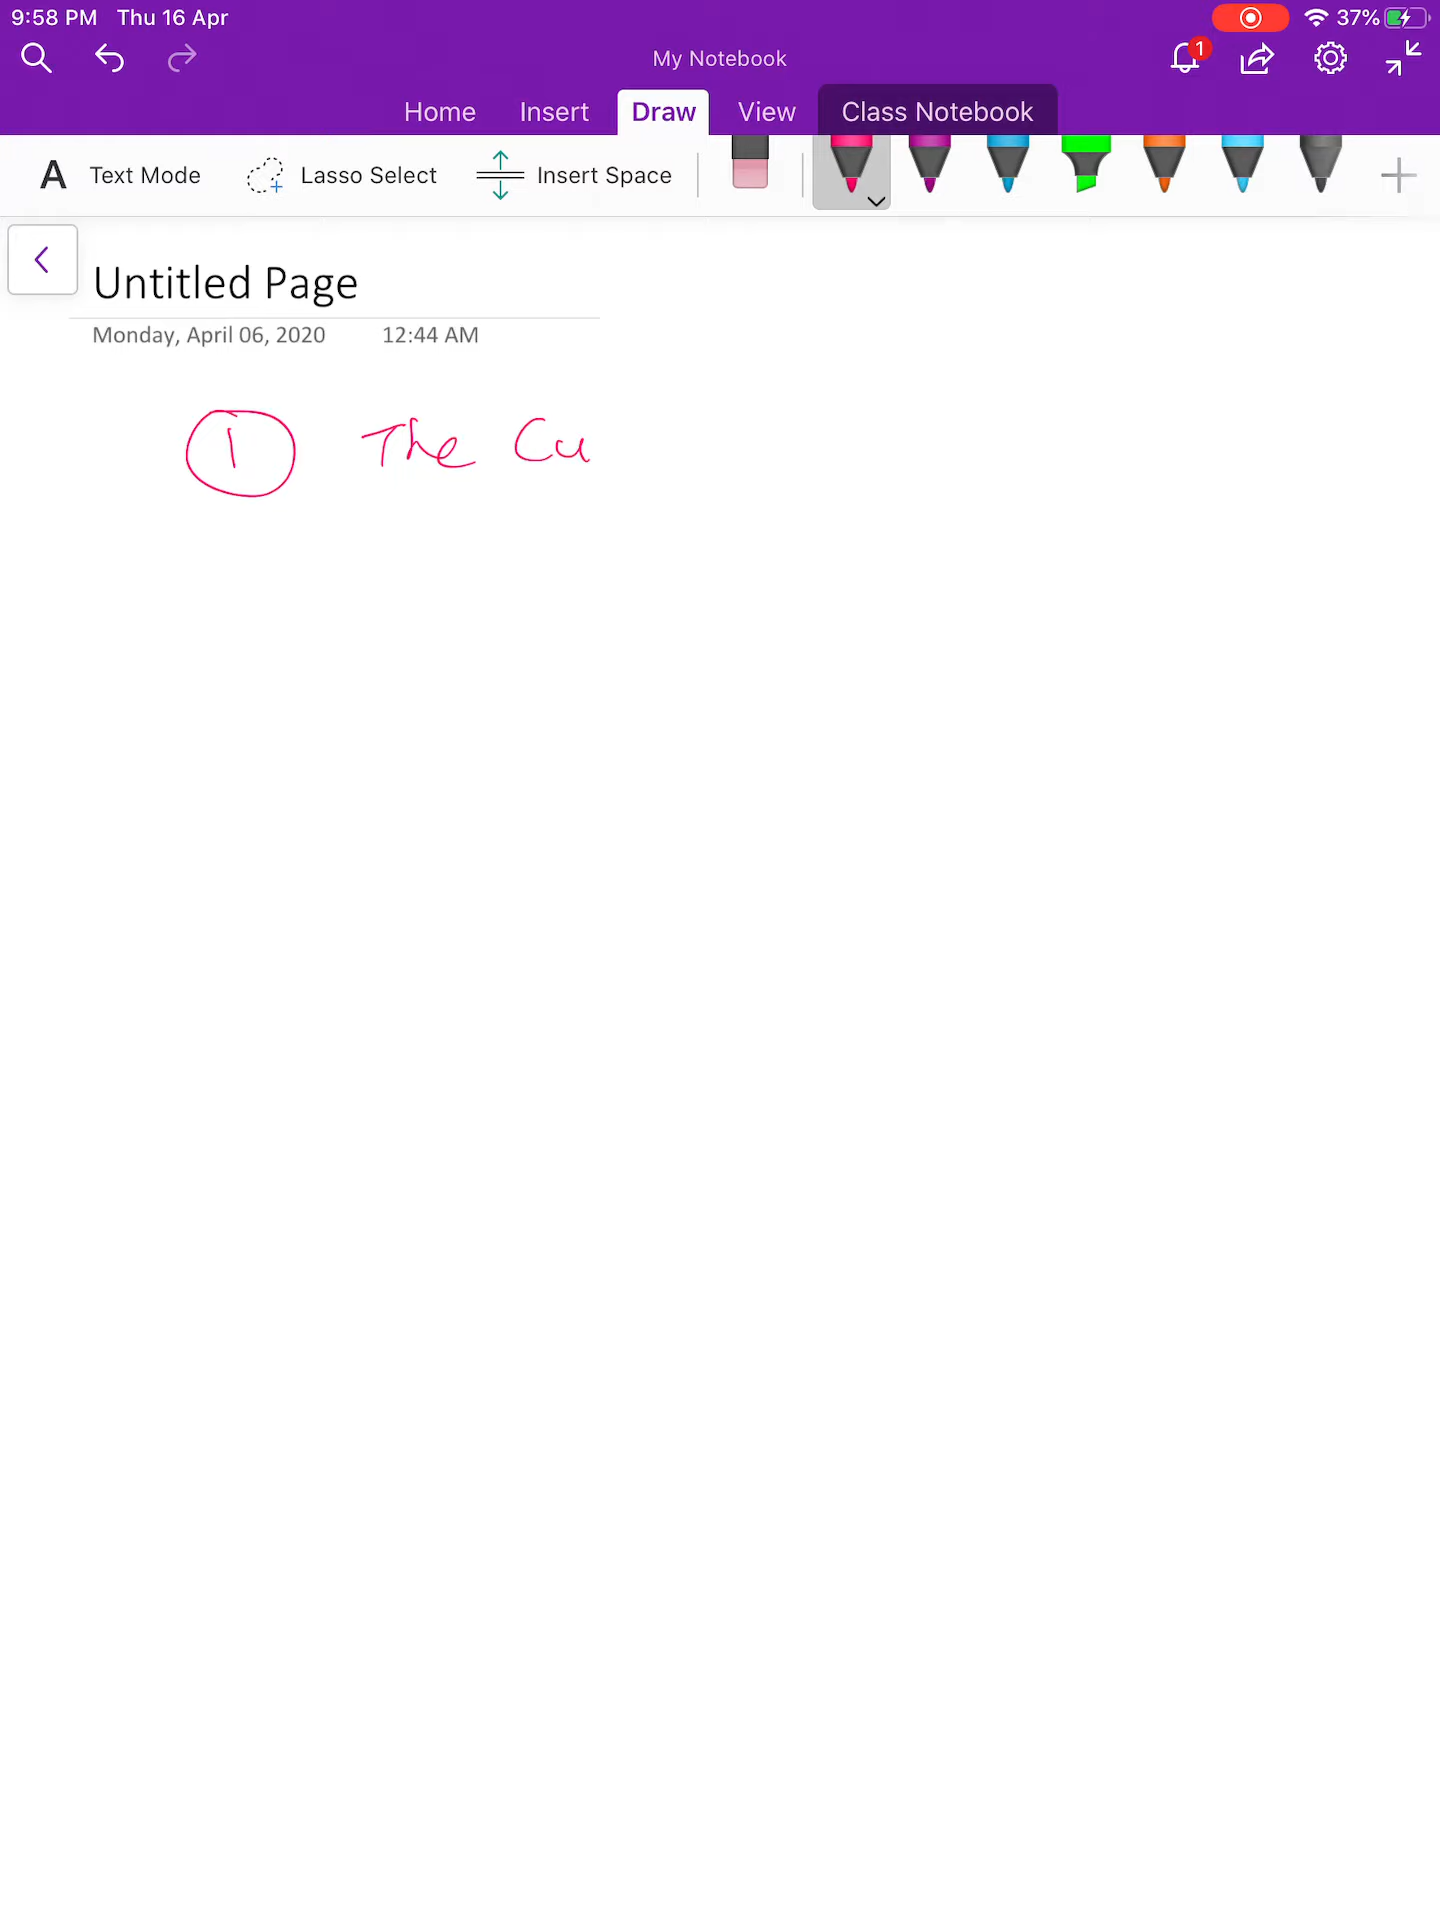 9:58 PM Thu 16 Apr 37%
My Notebook 1
Home Insert Draw View Class Notebook
A Text Mode Lasso Select Insert Space
Untitled Page
Monday, April 06, 2020 12:44 AM
1 The Cu